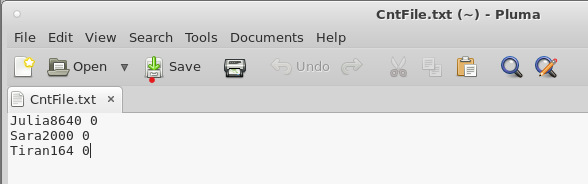 CntFile.txt (~) - Pluma
File Edit View Search Tools Documents Help
Open Save Undo
CntFile.txt ×
Julia8640 0
Sara2000 0
Tiran164 0